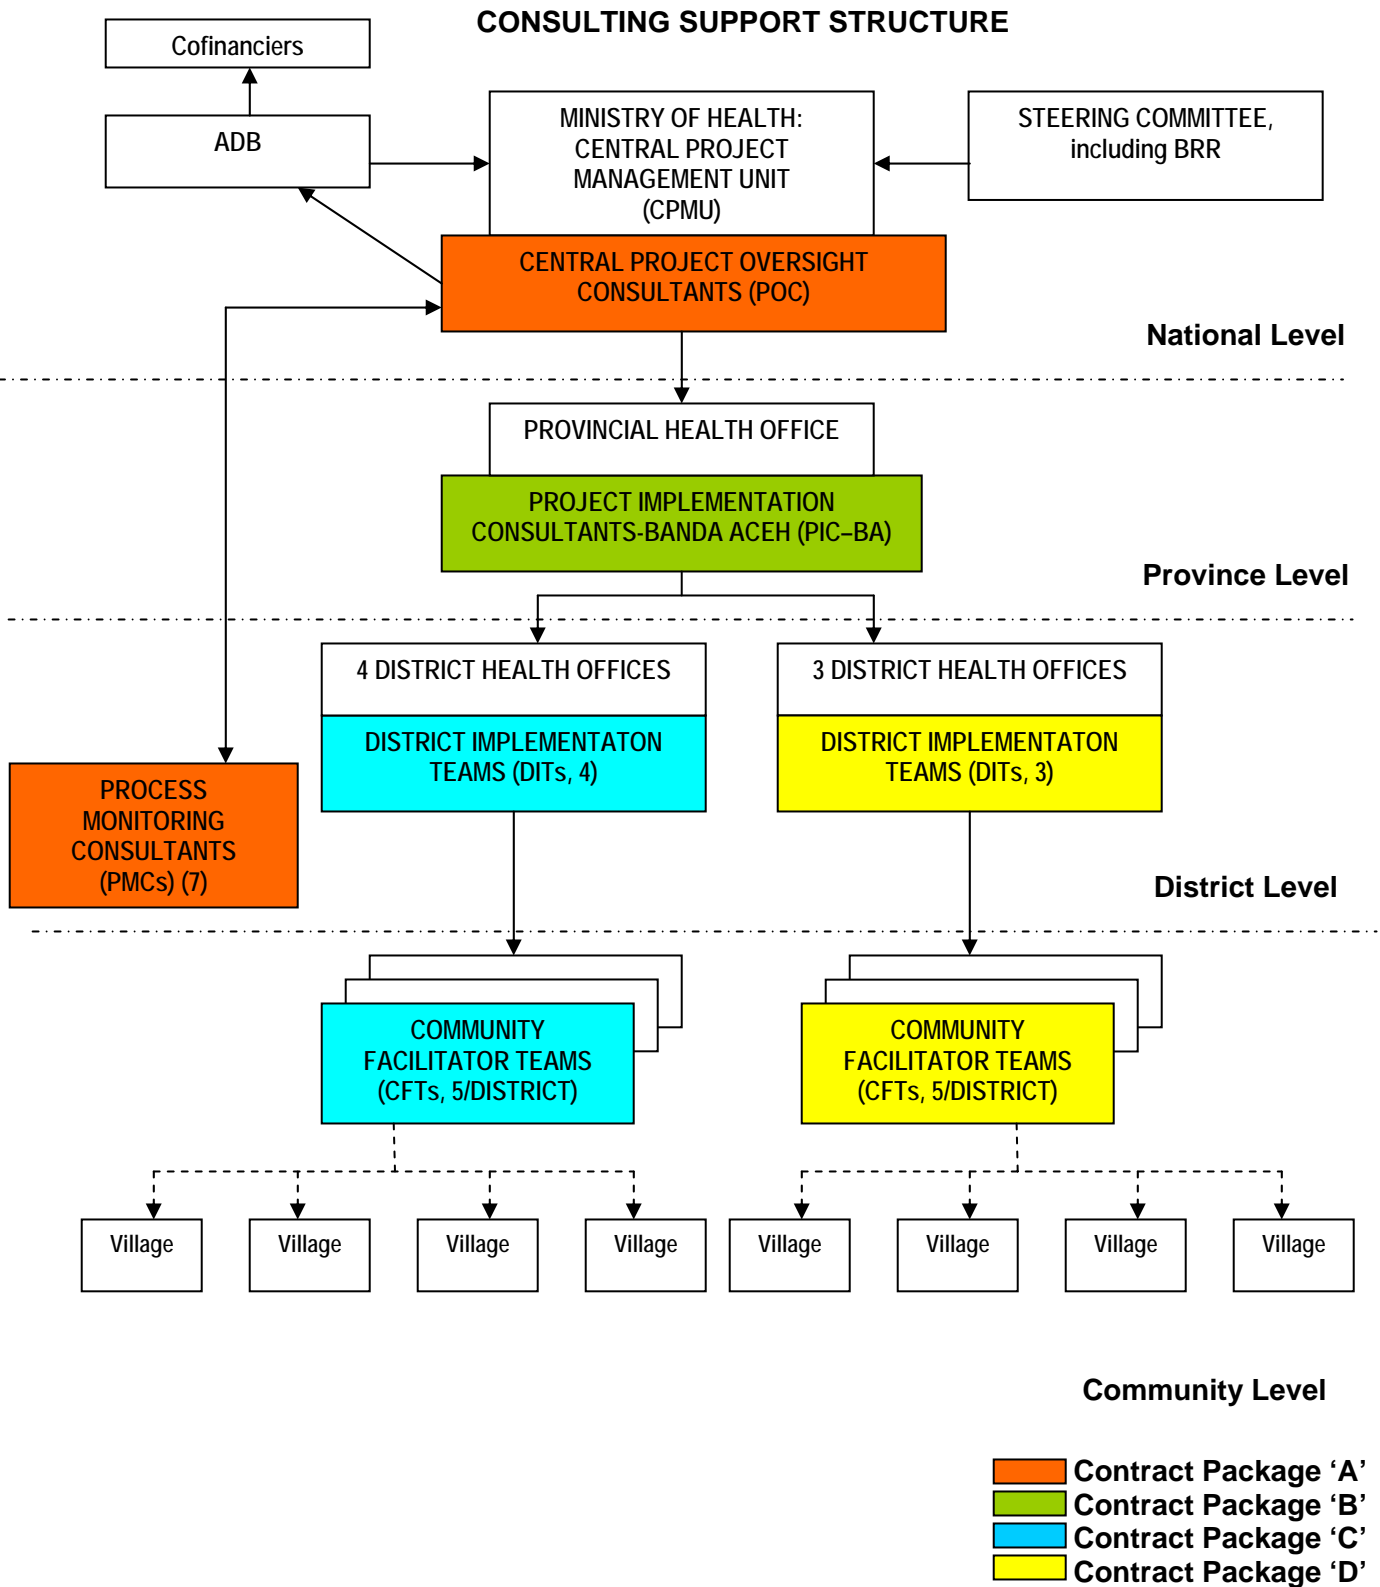 CONSULTING SUPPORT STRUCTURE
Cofinanciers
ADB
MINISTRY OF HEALTH:
CENTRAL PROJECT
MANAGEMENT UNIT
(CPMU)
STEERING COMMITTEE,
including BRR
CENTRAL PROJECT OVERSIGHT
CONSULTANTS (POC)
National Level
PROVINCIAL HEALTH OFFICE
PROJECT IMPLEMENTATION
CONSULTANTS-BANDA ACEH (PIC–BA)
Province Level
4 DISTRICT HEALTH OFFICES
3 DISTRICT HEALTH OFFICES
DISTRICT IMPLEMENTATON
TEAMS (DITs, 4)
DISTRICT IMPLEMENTATON
TEAMS (DITs, 3)
PROCESS
MONITORING
CONSULTANTS
(PMCs) (7)
District Level
COMMUNITY
FACILITATOR TEAMS
(CFTs, 5/DISTRICT)
COMMUNITY
FACILITATOR TEAMS
(CFTs, 5/DISTRICT)
Village
Village
Village
Village
Village
Village
Village
Village
Community Level
Contract Package ‘A’
Contract Package ‘B’
Contract Package ‘C’
Contract Package ‘D’